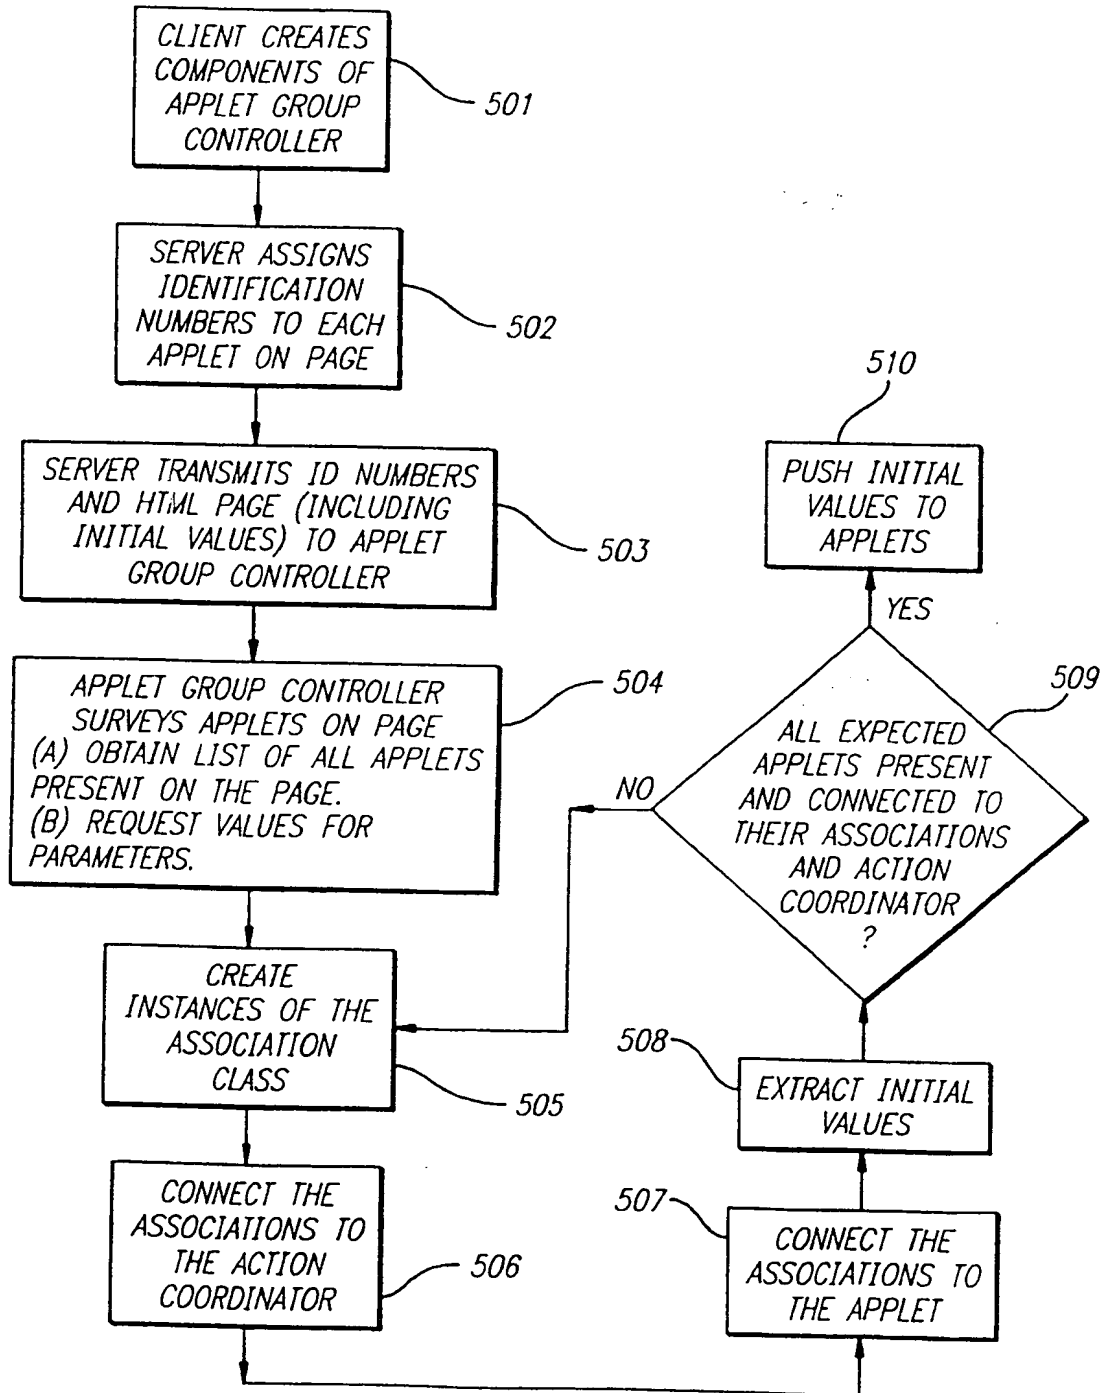 CLIENT CREATES
COMPONENTS OF
APPLET GROUP
CONTROLLER
501
SERVER ASSIGNS
IDENTIFICATION
NUMBERS TO EACH
APPLET ON PAGE
502
SERVER TRANSMITS ID NUMBERS
AND HTML PAGE (INCLUDING
INITIAL VALUES) TO APPLET
GROUP CONTROLLER
503
APPLET GROUP CONTROLLER
SURVEYS APPLETS ON PAGE
(A) OBTAIN LIST OF ALL APPLETS
PRESENT ON THE PAGE.
(B) REQUEST VALUES FOR
PARAMETERS.
504
CREATE
INSTANCES OF THE
ASSOCIATION
CLASS
505
CONNECT THE
ASSOCIATIONS TO
THE ACTION
COORDINATOR
506
507
CONNECT THE
ASSOCIATIONS TO
THE APPLET
508
EXTRACT INITIAL
VALUES
509
ALL EXPECTED
APPLETS PRESENT
AND CONNECTED TO
THEIR ASSOCIATIONS
AND ACTION
COORDINATOR
?
NO
YES
510
PUSH INITIAL
VALUES TO
APPLETS